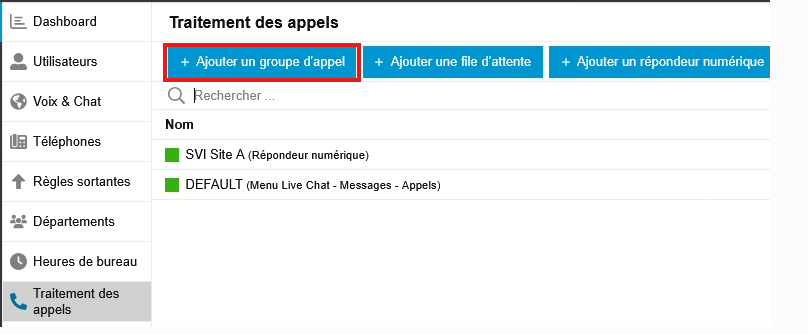 Dashboard
Utilisateurs
Voix & Chat
Téléphones
Règles sortantes
Départements
Heures de bureau
Traitement des
appels
Traitement des appels
+ Ajouter un groupe d'appel
+ Ajouter une file d'attente
+ Ajouter un répondeur numérique
Rechercher ...
Nom
SVI Site A (Répondeur numérique)
DEFAULT (Menu Live Chat - Messages - Appels)